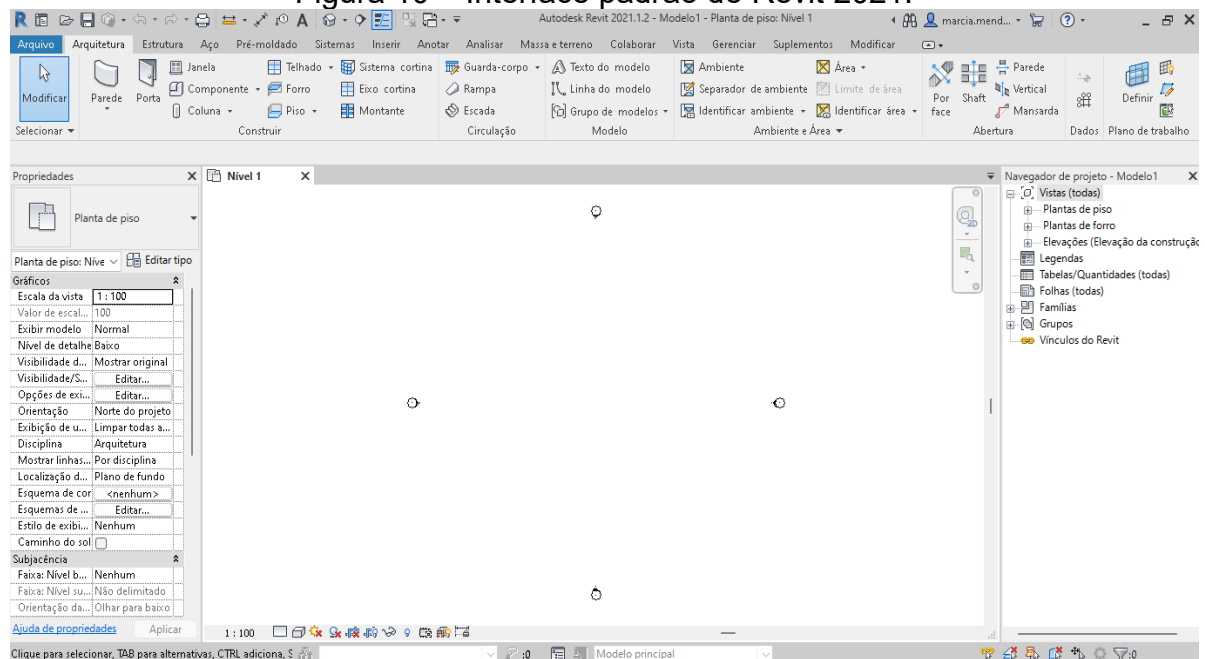 Figura 10 - Interface padrão do Revit 2021.
Autodesk Revit 2021.1.2 - Modelo1 - Planta de piso: Nível 1
marcia.mend...
Arquivo Arquitetura Estrutura Aço Pré-moldado Sistemas Inserir Anotar Analisar Massa e terreno Colaborar Vista Gerenciar Suplementos Modificar
Modificar
Selecionar
Parede
Porta
Janela
Componente
Coluna
Telhado
Forro
Piso
Sistema cortina
Eixo cortina
Montante
Construir
Guarda-corpo
Rampa
Escada
Circulação
Texto do modelo
Linha do modelo
Grupo de modelos
Modelo
Ambiente
Separador de ambiente
Identificar ambiente
Área
Limite de área
Identificar área
Ambiente e Área
Por face
Shaft
Parede
Vertical
Mansarda
Abertura
Dados
Definir
Plano de trabalho
Propriedades
Planta de piso
Planta de piso: Níve
Editar tipo
Gráficos
Escala da vista 1 : 100
Valor de escal... 100
Exibir modelo Normal
Nível de detalhe Baixo
Visibilidade d... Mostrar original
Visibilidade/S... Editar...
Opções de exi... Editar...
Orientação Norte do projeto
Exibição de u... Limpar todas a...
Disciplina Arquitetura
Mostrar linhas... Por disciplina
Localização d... Plano de fundo
Esquema de cor <nenhum>
Esquemas de ... Editar...
Estilo de exibi... Nenhum
Caminho do sol
Subjacência
Faixa: Nível b... Nenhum
Faixa: Nível su... Não delimitado
Orientação da... Olhar para baixo
Ajuda de propriedades Aplicar
Nível 1
2D
1 : 100
Navegador de projeto - Modelo1
Vistas (todas)
Plantas de piso
Plantas de forro
Elevações (Elevação da construçã
Legendas
Tabelas/Quantidades (todas)
Folhas (todas)
Famílias
Grupos
Vínculos do Revit
Clique para selecionar, TAB para alternativas, CTRL adiciona, S
:0
Modelo principal
:0